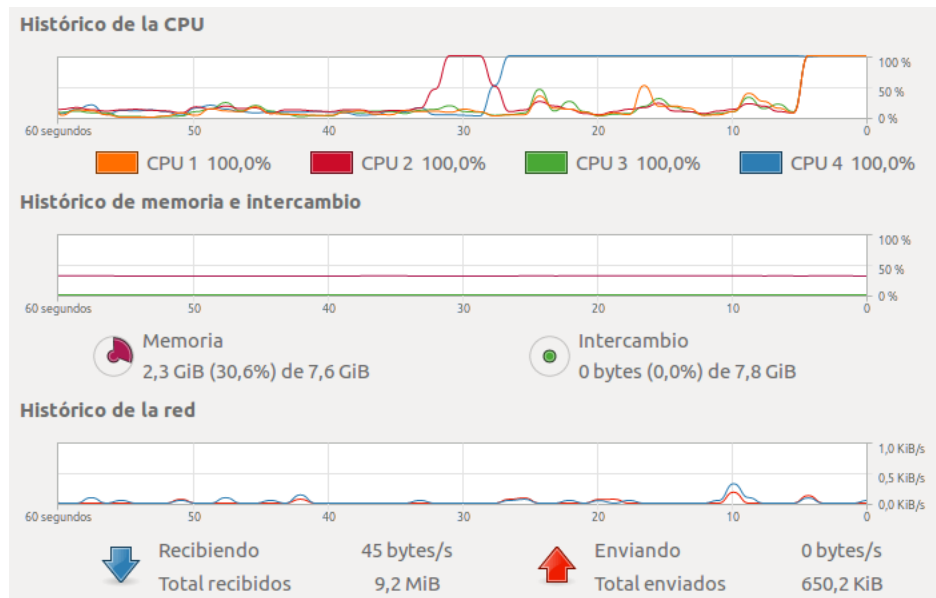 Histórico de la CPU
100 %
50 %
0 %
60 segundos 50 40 30 20 10 0
CPU 1 100,0% CPU 2 100,0% CPU 3 100,0% CPU 4 100,0%
Histórico de memoria e intercambio
100 %
50 %
0 %
60 segundos 50 40 30 20 10 0
Memoria Intercambio
2,3 GiB (30,6%) de 7,6 GiB 0 bytes (0,0%) de 7,8 GiB
Histórico de la red
1,0 KiB/s
0,5 KiB/s
0,0 KiB/s
60 segundos 50 40 30 20 10 0
Recibiendo 45 bytes/s Enviando 0 bytes/s
Total recibidos 9,2 MiB Total enviados 650,2 KiB